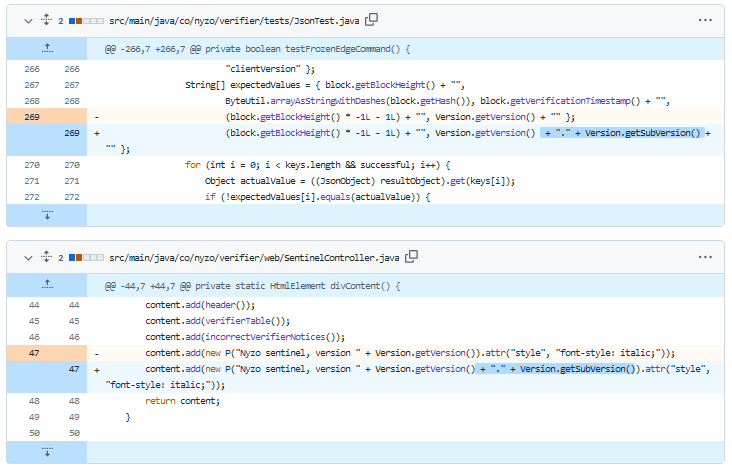 2 src/main/java/co/nyzo/verifier/tests/JsonTest.java
@@ -266,7 +266,7 @@ private boolean testFrozenEdgeCommand() {
266 266 "clientVersion" };
267 267 String[] expectedValues = { block.getBlockHeight() + "",
268 268 ByteUtil.arrayAsStringWithDashes(block.getHash()), block.getVerificationTimestamp() + "",
269 - (block.getBlockHeight() * -1L - 1L) + "", Version.getVersion() + "" };
269 + (block.getBlockHeight() * -1L - 1L) + "", Version.getVersion() + "." + Version.getSubVersion() +
"" };
270 270 for (int i = 0; i < keys.length && successful; i++) {
271 271 Object actualValue = ((JsonObject) resultObject).get(keys[i]);
272 272 if (!expectedValues[i].equals(actualValue)) {
2 src/main/java/co/nyzo/verifier/web/SentinelController.java
@@ -44,7 +44,7 @@ private static HtmlElement divContent() {
44 44 content.add(header());
45 45 content.add(verifierTable());
46 46 content.add(incorrectVerifierNotices());
47 - content.add(new P("Nyzo sentinel, version " + Version.getVersion()).attr("style", "font-style: italic;"));
47 + content.add(new P("Nyzo sentinel, version " + Version.getVersion() + "." + Version.getSubVersion()).attr("style",
"font-style: italic;"));
48 48 return content;
49 49 }
50 50